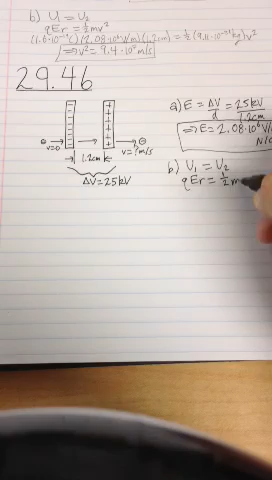 b) U = U₂
qEr = ½mv²
(1.6·10⁻¹⁹C)(2.08·10⁶V/m)(1.2cm) = ½(9.11·10⁻³¹kg)v²
⇒ v² = 9.4·10⁷ m/s
29.46
v=0
1.2cm
v=? m/s
ΔV=25kV
a) E = ΔV/d = 25kV/1.2cm
⇒ E = 2.08·10⁶ V/
N/C
b) U₁ = U₂
qEr = ½m